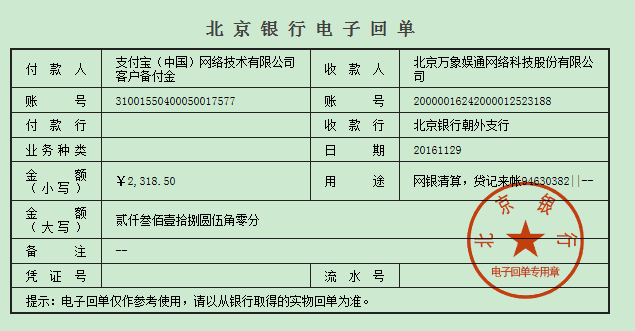 北京银行电子回单
付款人 支付宝（中国）网络技术有限公司客户备付金 收款人 北京万象娱通网络科技股份有限公司
账号 31001550400050017577 账号 20000016242000012523188
付款行 收款行 北京银行朝外支行
业务种类 日期 20161129
金额（小写） ￥2,318.50 用途 网银清算，贷记来帐94630382||--
金额（大写） 贰仟叁佰壹拾捌圆伍角零分
备注 --
凭证号 流水号
提示：电子回单仅作参考使用，请以从银行取得的实物回单为准。
北京银行
电子回单专用章